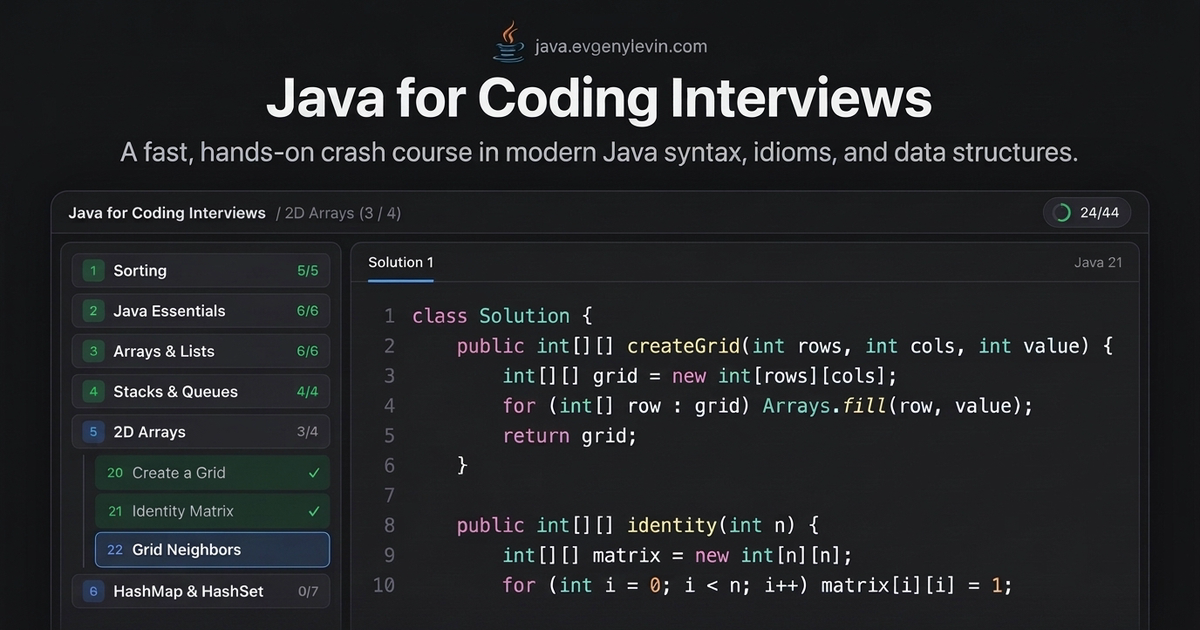 java.evgenylevin.com
Java for Coding Interviews
A fast, hands-on crash course in modern Java syntax, idioms, and data structures.
Java for Coding Interviews / 2D Arrays (3 / 4)
24/44
1 Sorting 5/5
2 Java Essentials 6/6
3 Arrays & Lists 6/6
4 Stacks & Queues 4/4
5 2D Arrays 3/4
20 Create a Grid ✓
21 Identity Matrix ✓
22 Grid Neighbors
6 HashMap & HashSet 0/7
Solution 1
Java 21
1 class Solution {
2     public int[][] createGrid(int rows, int cols, int value) {
3         int[][] grid = new int[rows][cols];
4         for (int[] row : grid) Arrays.fill(row, value);
5         return grid;
6     }
7
8     public int[][] identity(int n) {
9         int[][] matrix = new int[n][n];
10         for (int i = 0; i < n; i++) matrix[i][i] = 1;